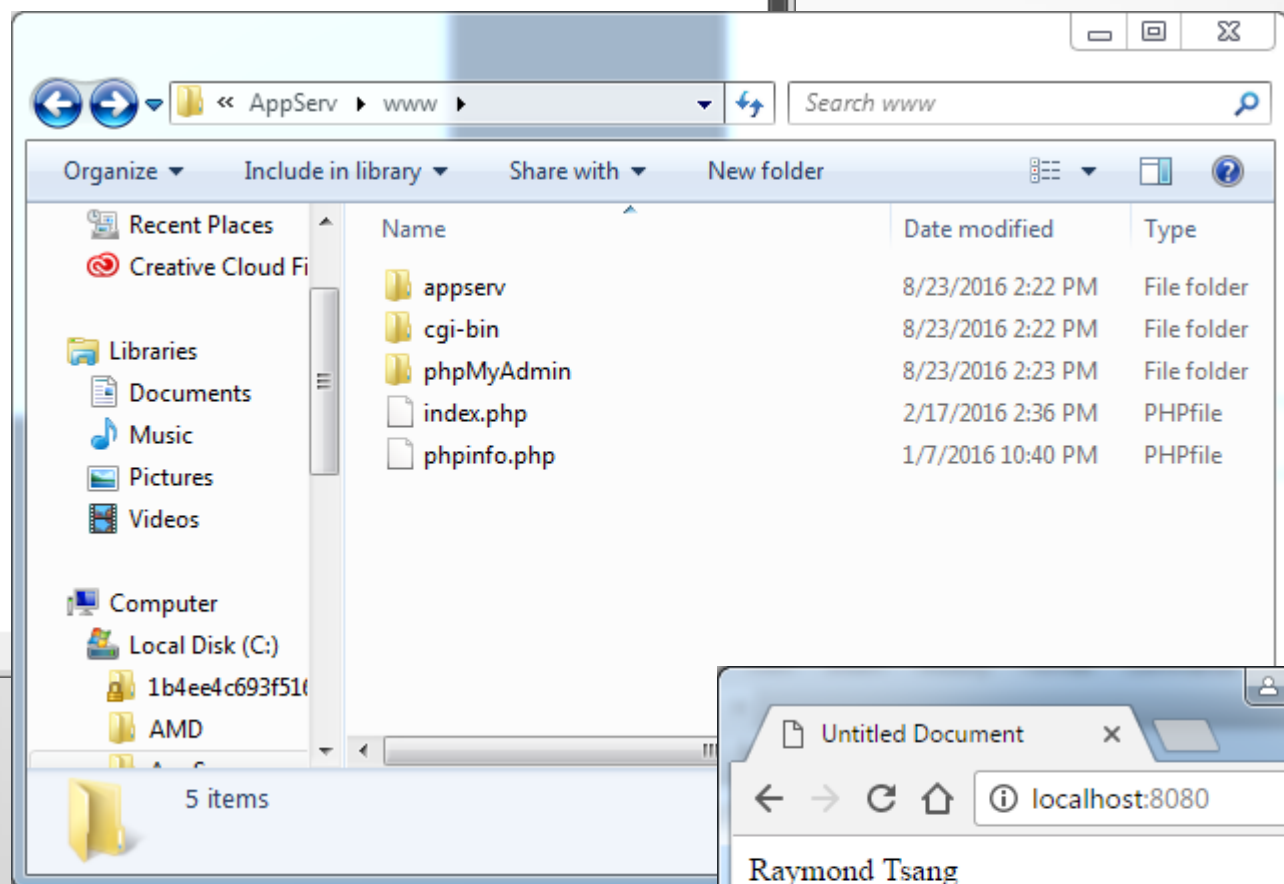 « AppServ ▸ www ▸
Search www
Organize Include in library Share with New folder
Recent Places
Creative Cloud Fi
Libraries
Documents
Music
Pictures
Videos
Computer
Local Disk (C:)
1b4ee4c693f516
AMD
Name Date modified Type
appserv 8/23/2016 2:22 PM File folder
cgi-bin 8/23/2016 2:22 PM File folder
phpMyAdmin 8/23/2016 2:23 PM File folder
index.php 2/17/2016 2:36 PM PHPfile
phpinfo.php 1/7/2016 10:40 PM PHPfile
5 items
Untitled Document
localhost:8080
Raymond Tsang